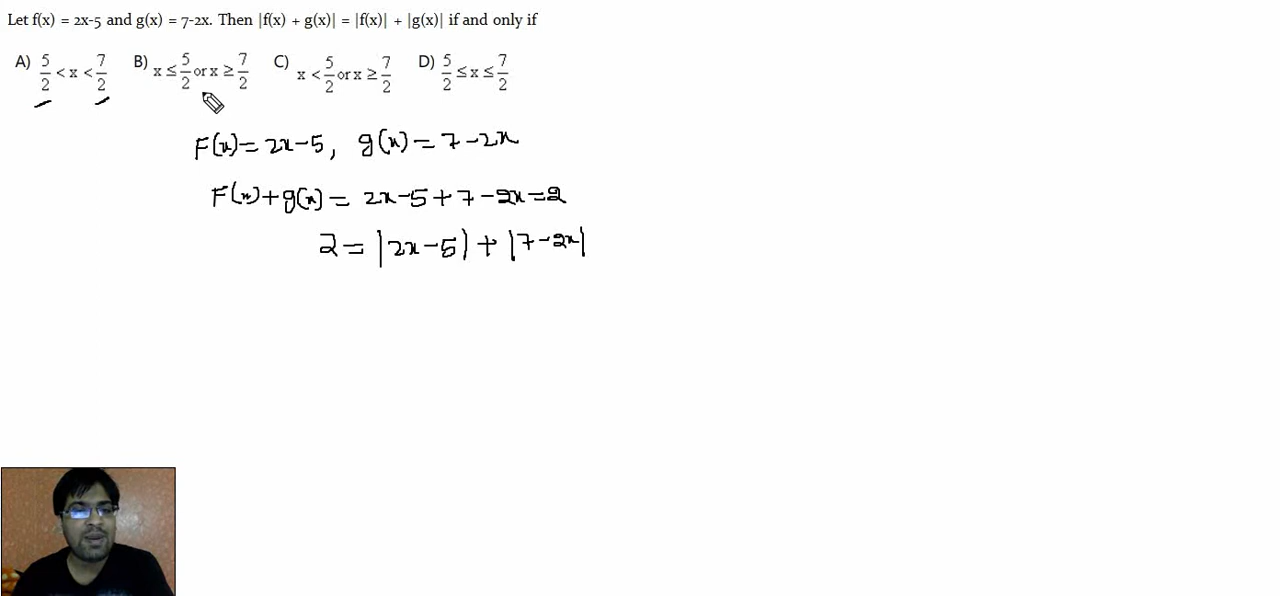 Let f(x) = 2x-5 and g(x) = 7-2x. Then |f(x) + g(x)| = |f(x)| + |g(x)| if and only if
A) 5/2 < x < 7/2 B) x ≤ 5/2 or x ≥ 7/2 C) x < 5/2 or x ≥ 7/2 D) 5/2 ≤ x ≤ 7/2
F(x) = 2x-5, g(x) = 7-2x
F(x)+g(x) = 2x-5+7-2x=2
2 = |2x-5|+|7-2x|